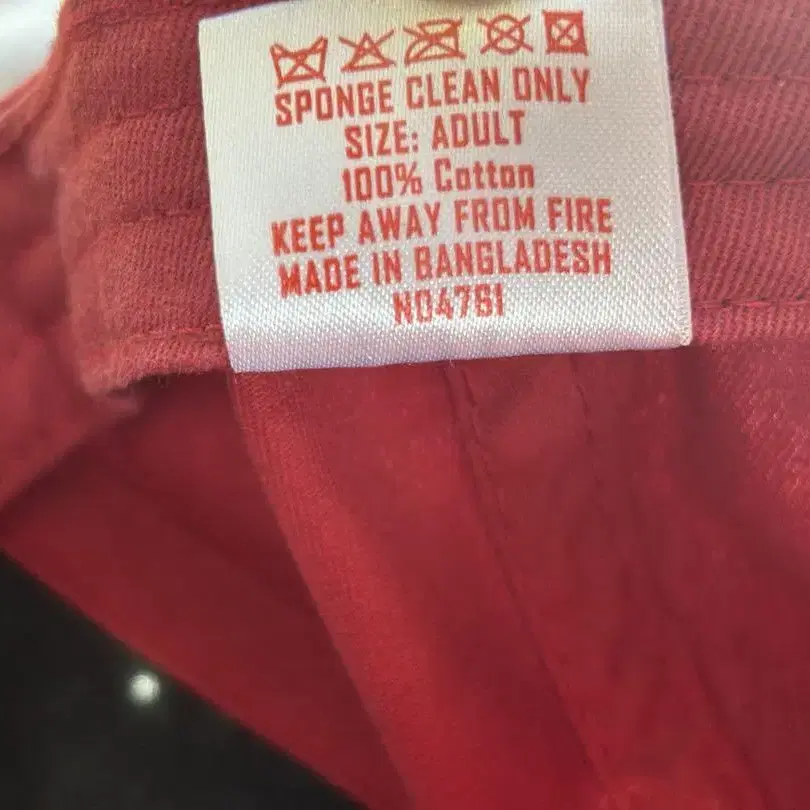 SPONGE CLEAN ONLY
SIZE: ADULT
100% Cotton
KEEP AWAY FROM FIRE
MADE IN BANGLADESH
N04761